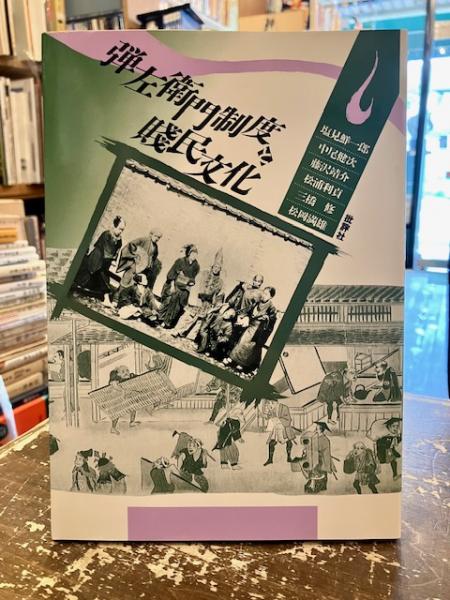 弾左衛門制度と
賤民文化
塩見鮮一郎
中尾健次
藤沢靖介
松浦利貞
三橋 修
松岡満雄
批評社